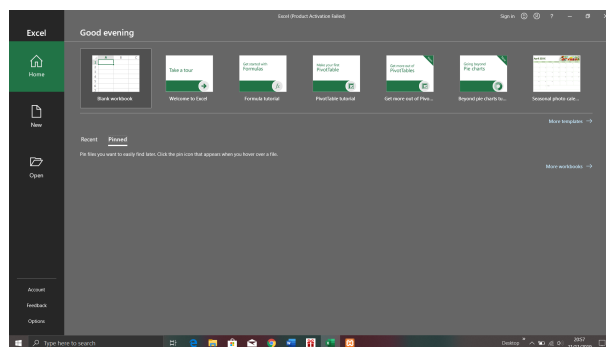 Excel (Product Activation Failed)
Sign in
?
Excel
Good evening
Home
New
Open
Account
Feedback
Options
Take a tour
Get started with
Formulas
Make your first
PivotTable
Get more out of
PivotTables
Going beyond
Pie charts
Blank workbook
Welcome to Excel
Formula tutorial
PivotTable tutorial
Get more out of Pivo...
Beyond pie charts tu...
Seasonal photo cale...
More templates
Recent Pinned
Pin files you want to easily find later. Click the pin icon that appears when you hover over a file.
More workbooks
Type here to search
Desktop
20:57